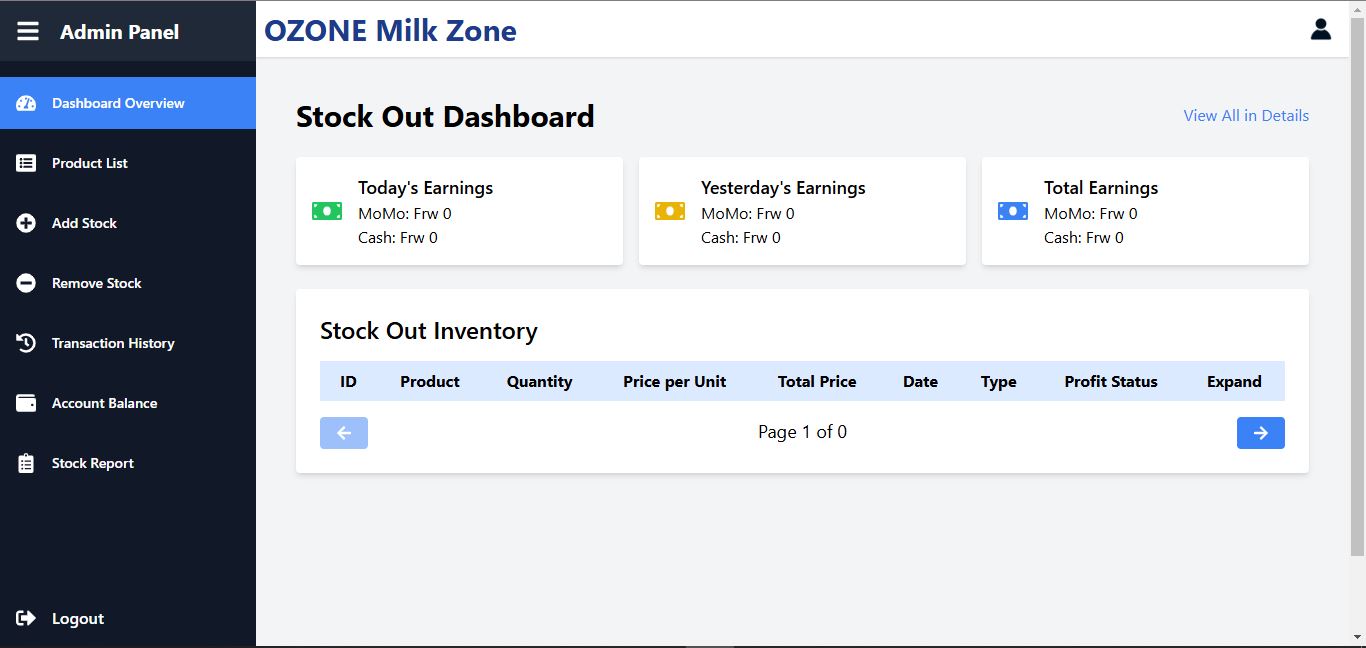 Admin Panel
OZONE Milk Zone
Dashboard Overview
Product List
Add Stock
Remove Stock
Transaction History
Account Balance
Stock Report
Logout
Stock Out Dashboard
View All in Details
Today's Earnings
MoMo: Frw 0
Cash: Frw 0
Yesterday's Earnings
MoMo: Frw 0
Cash: Frw 0
Total Earnings
MoMo: Frw 0
Cash: Frw 0
Stock Out Inventory
ID Product Quantity Price per Unit Total Price Date Type Profit Status Expand
Page 1 of 0